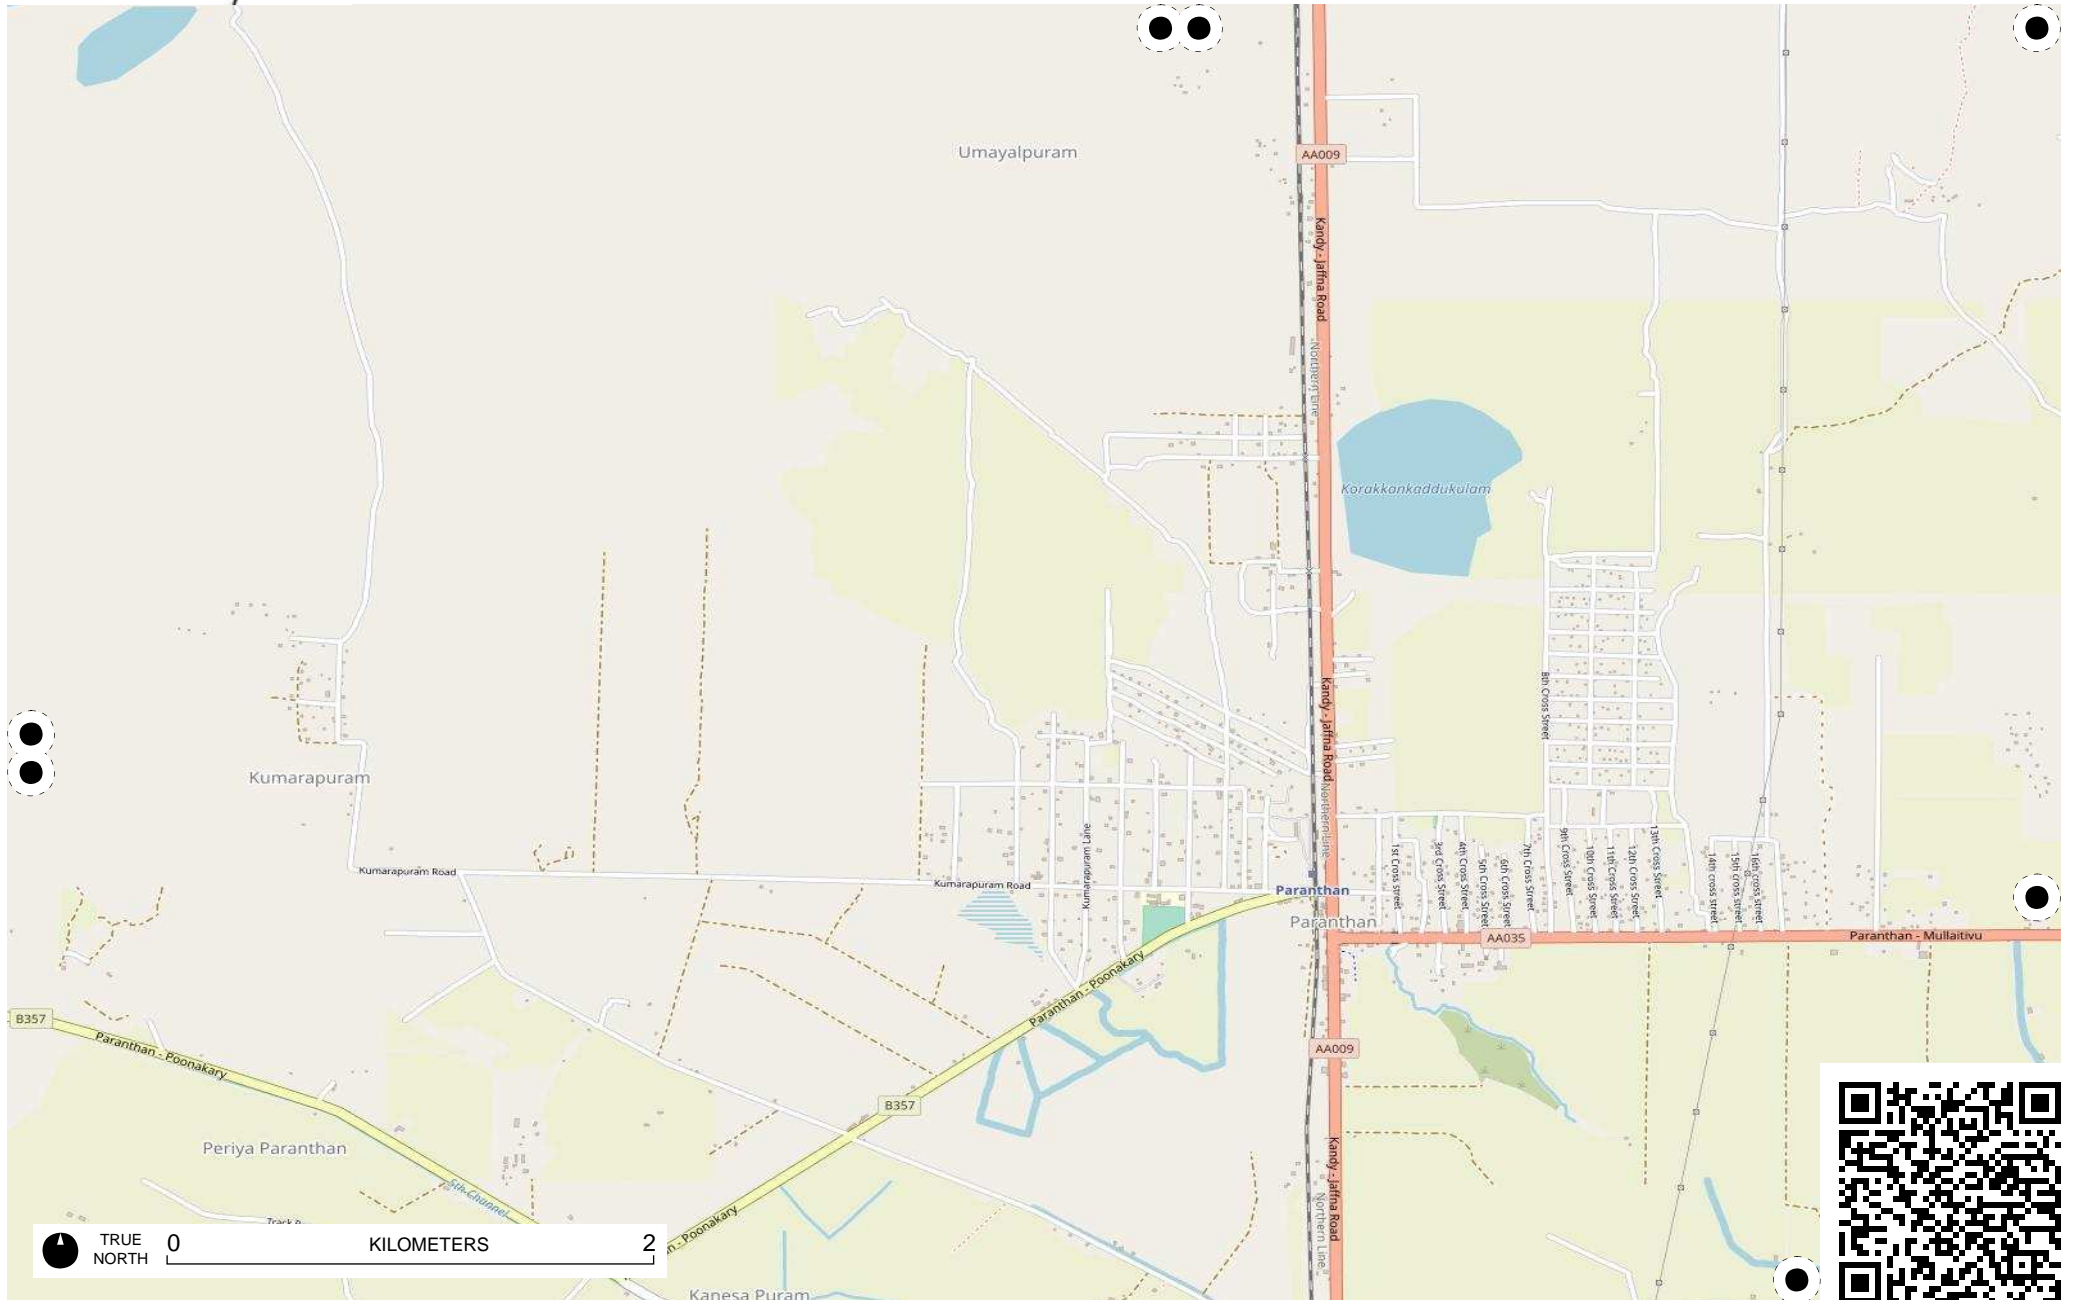 Umayalpuram
AA009
Kandy - Jaffna Road
Northern Line
Korakkankaddukulam
8th Cross Street
Kandy - Jaffna Road
Northern Line
Kumarapuram
Kumarapuram Road
Kumarapuram Road
Kumarapuram Lane
Paranthan
Paranthan
1st Cross street
3rd Cross Street
4th Cross Street
5th Cross Street
6th Cross Street
7th Cross Street
9th Cross Street
10th Cross Street
11th Cross Street
12th Cross Street
13th Cross Street
14th cross street
15th cross street
16th cross street
AA035
Paranthan - Mullaitivu
B357
Paranthan - Poonakary
Paranthan - Poonakary
AA009
B357
Periya Paranthan
5th Channel
Kandy - Jaffna Road
Northern Line
n - Poonakary
Kanesa Puram
TRUE
NORTH
0 KILOMETERS 2